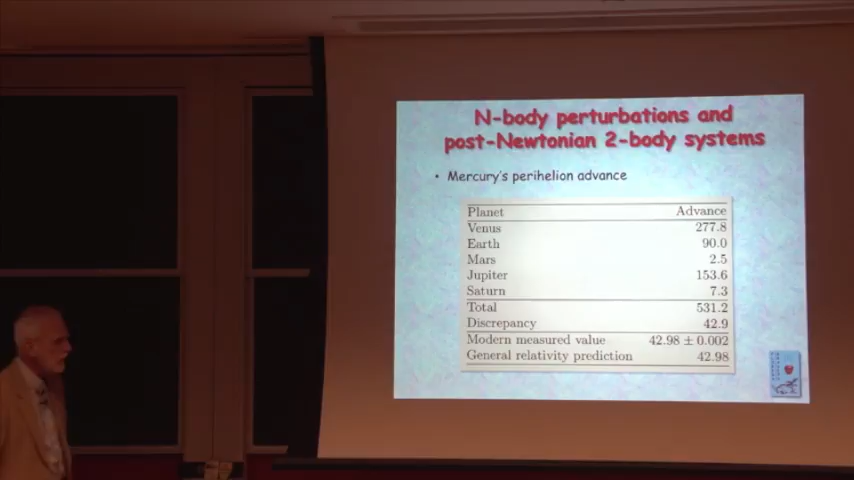 N-body perturbations and
post-Newtonian 2-body systems
• Mercury's perihelion advance
Planet Advance
Venus 277.8
Earth 90.0
Mars 2.5
Jupiter 153.6
Saturn 7.3
Total 531.2
Discrepancy 42.9
Modern measured value 42.98 ± 0.002
General relativity prediction 42.98